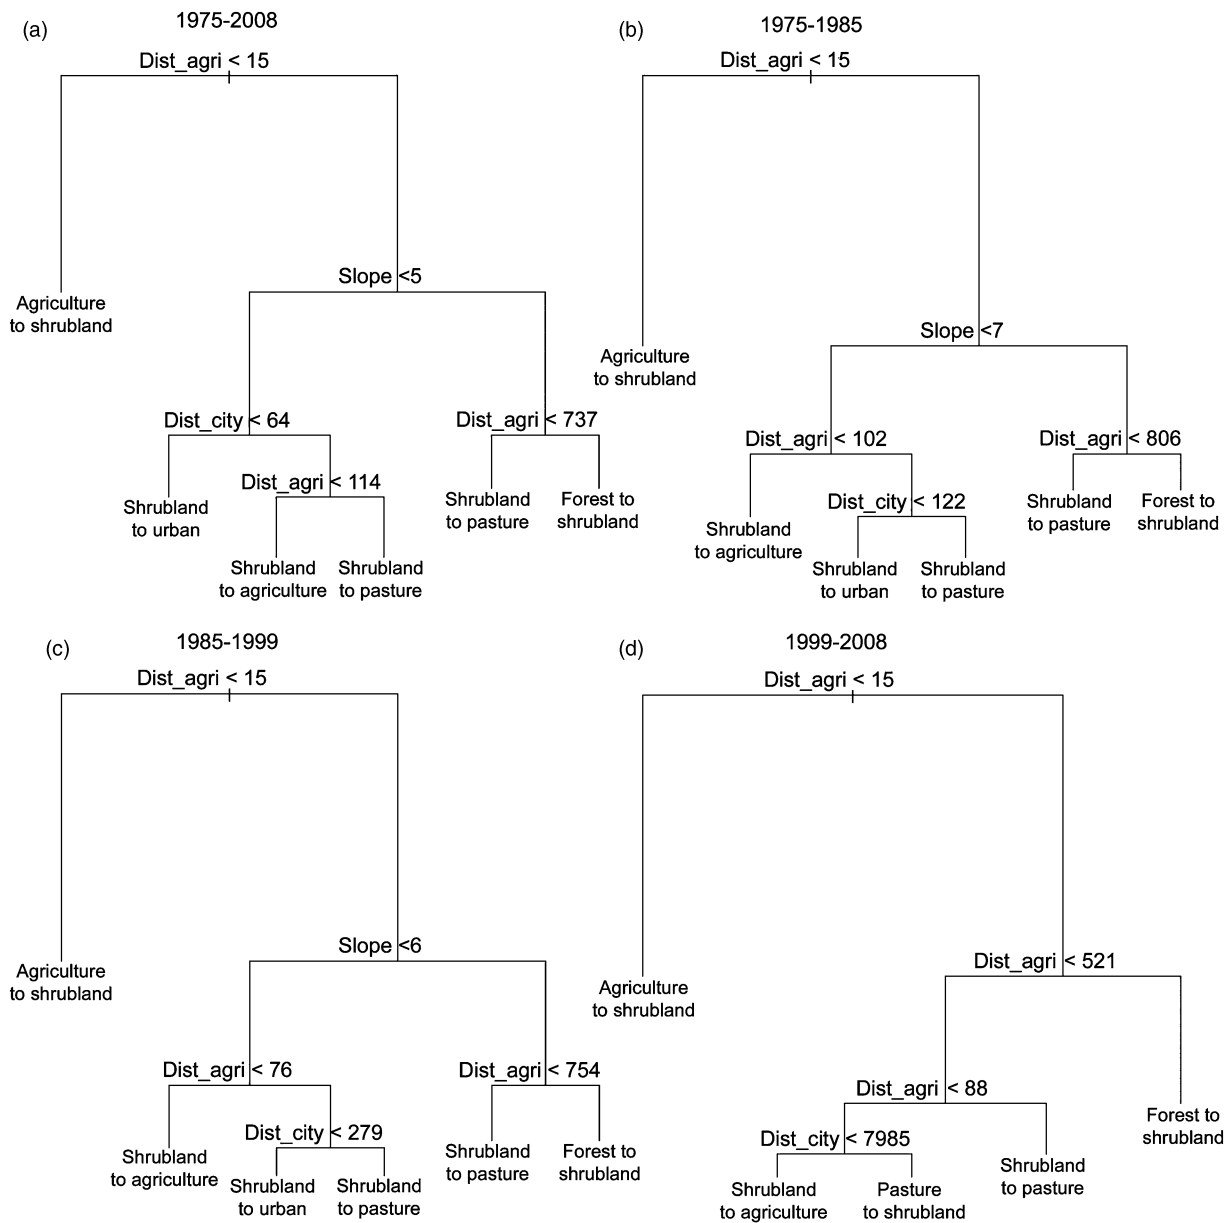 (a)
1975-2008
Dist_agri < 15
Agriculture
to shrubland
Slope <5
Dist_city < 64
Dist_agri < 737
Shrubland
to urban
Dist_agri < 114
Shrubland
to pasture
Forest to
shrubland
Shrubland
to agriculture
Shrubland
to pasture
(b)
1975-1985
Dist_agri < 15
Slope <7
Agriculture
to shrubland
Dist_agri < 102
Dist_agri < 806
Shrubland
to agriculture
Dist_city < 122
Shrubland
to pasture
Forest to
shrubland
Shrubland
to urban
Shrubland
to pasture
(c)
1985-1999
Dist_agri < 15
Slope <6
Agriculture
to shrubland
Dist_agri < 76
Dist_agri < 754
Shrubland
to agriculture
Dist_city < 279
Shrubland
to pasture
Forest to
shrubland
Shrubland
to urban
Shrubland
to pasture
(d)
1999-2008
Dist_agri < 15
Dist_agri < 521
Agriculture
to shrubland
Dist_agri < 88
Forest to
shrubland
Dist_city < 7985
Shrubland
to pasture
Shrubland
to agriculture
Pasture
to shrubland